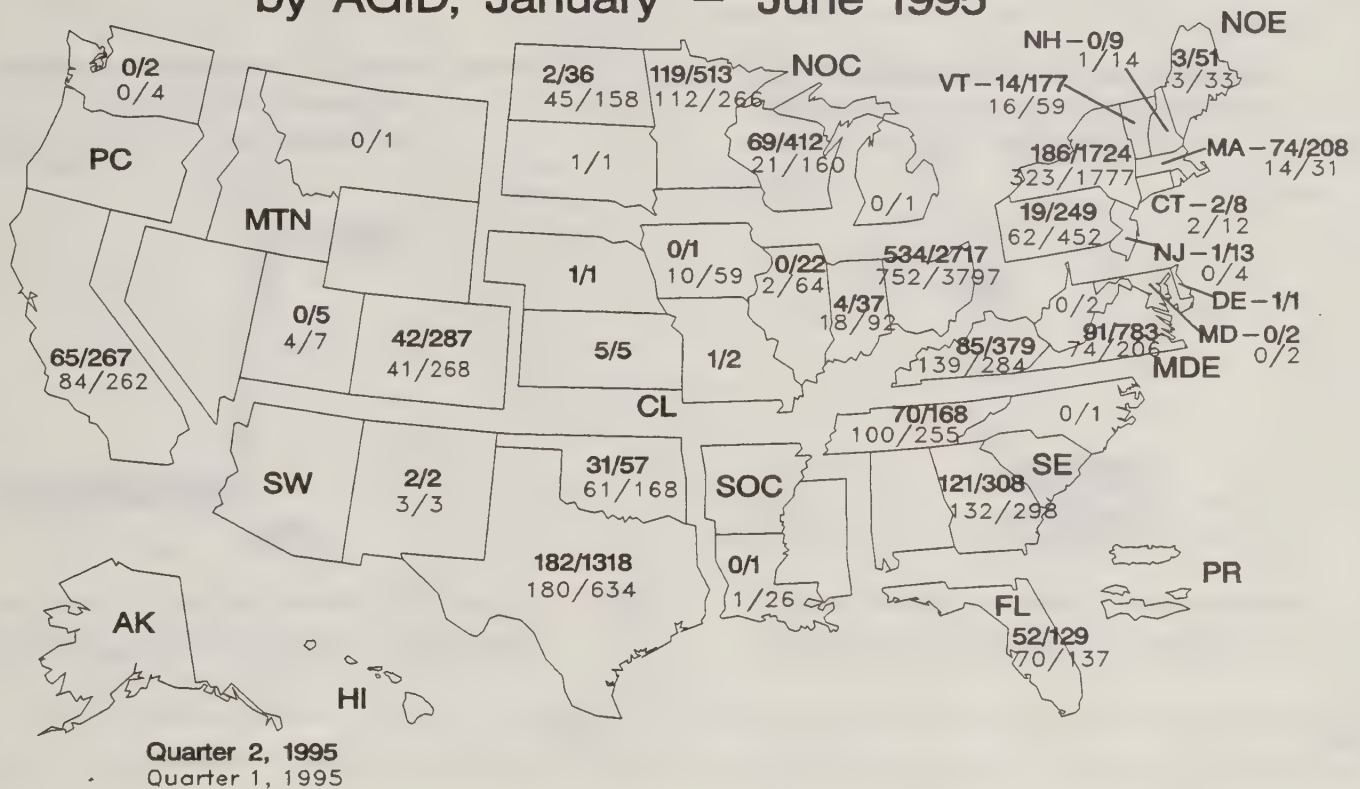 by AGID, January – June 1995
NOE
NH – 0/9
1/14
3/51
3/33
VT – 14/177
16/59
0/2
0/4
2/36
45/158
119/513
112/266
NOC
0/1
PC
1/1
69/412
21/160
0/1
186/1724
323/1777
MA – 74/208
14/31
MTN
19/249
62/452
CT – 2/8
2/12
NJ – 1/13
0/4
DE – 1/1
MD – 0/2
0/2
MDE
1/1
0/1
10/59
0/22
2/64
534/2717
752/3797
4/37
18/92
0/2
0/5
4/7
42/287
41/268
5/5
1/2
85/379
139/284
91/783
74/206
65/267
84/262
CL
70/168
100/255
0/1
SW
2/2
3/3
31/57
61/168
SOC
121/308
132/298
SE
182/1318
180/634
0/1
1/26
PR
AK
FL
52/129
70/137
HI
Quarter 2, 1995
Quarter 1, 1995